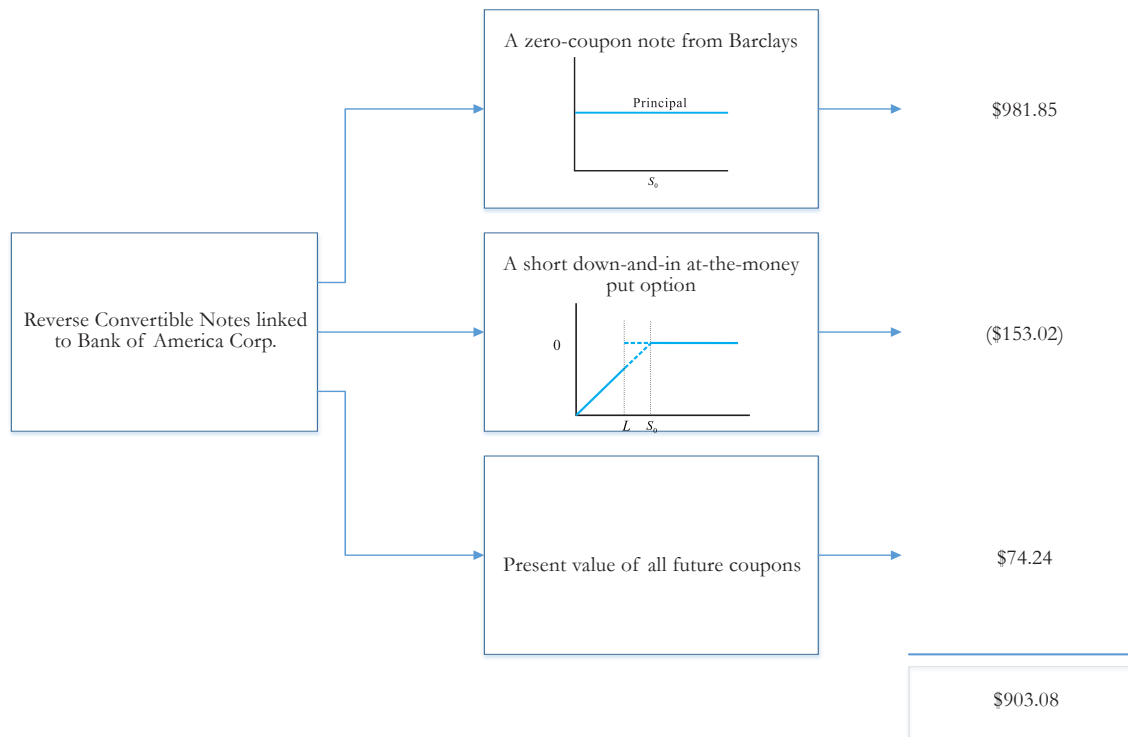 A zero-coupon note from Barclays
Principal
S₀
$981.85
Reverse Convertible Notes linked
to Bank of America Corp.
A short down-and-in at-the-money
put option
0
L S₀
($153.02)
Present value of all future coupons
$74.24
$903.08